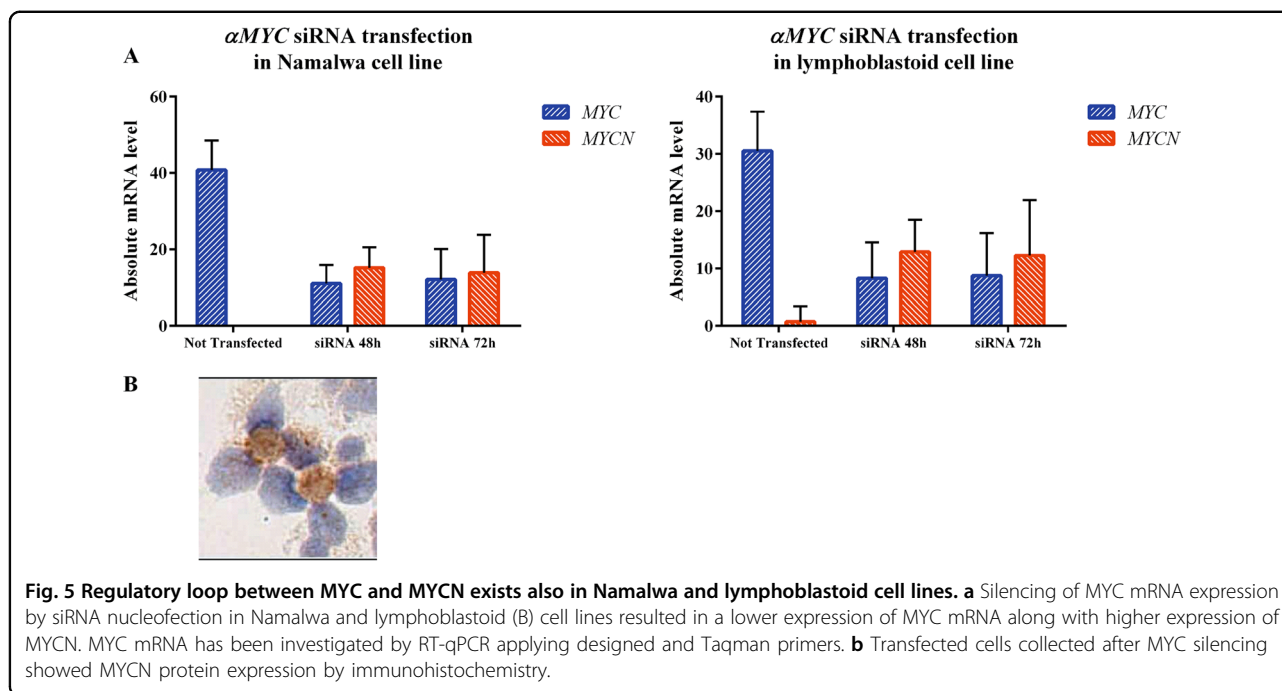 A
αMYC siRNA transfection
in Namalwa cell line
Absolute mRNA level
60
40
20
0
Not Transfected
siRNA 48h
siRNA 72h
MYC
MYCN
αMYC siRNA transfection
in lymphoblastoid cell line
Absolute mRNA level
40
30
20
10
0
Not Transfected
siRNA 48h
siRNA 72h
MYC
MYCN
B
Fig. 5 Regulatory loop between MYC and MYCN exists also in Namalwa and lymphoblastoid cell lines. a Silencing of MYC mRNA expression
by siRNA nucleofection in Namalwa and lymphoblastoid (B) cell lines resulted in a lower expression of MYC mRNA along with higher expression of
MYCN. MYC mRNA has been investigated by RT-qPCR applying designed and Taqman primers. b Transfected cells collected after MYC silencing
showed MYCN protein expression by immunohistochemistry.